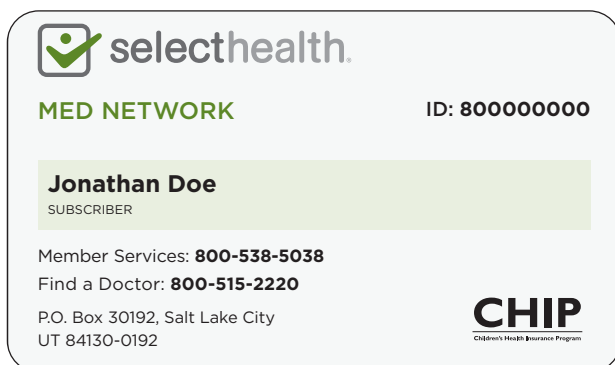 selecthealth.
MED NETWORK
ID: 800000000
Jonathan Doe
SUBSCRIBER
Member Services: 800-538-5038
Find a Doctor: 800-515-2220
P.O. Box 30192, Salt Lake City
UT 84130-0192
CHIP
Children's Health Insurance Program